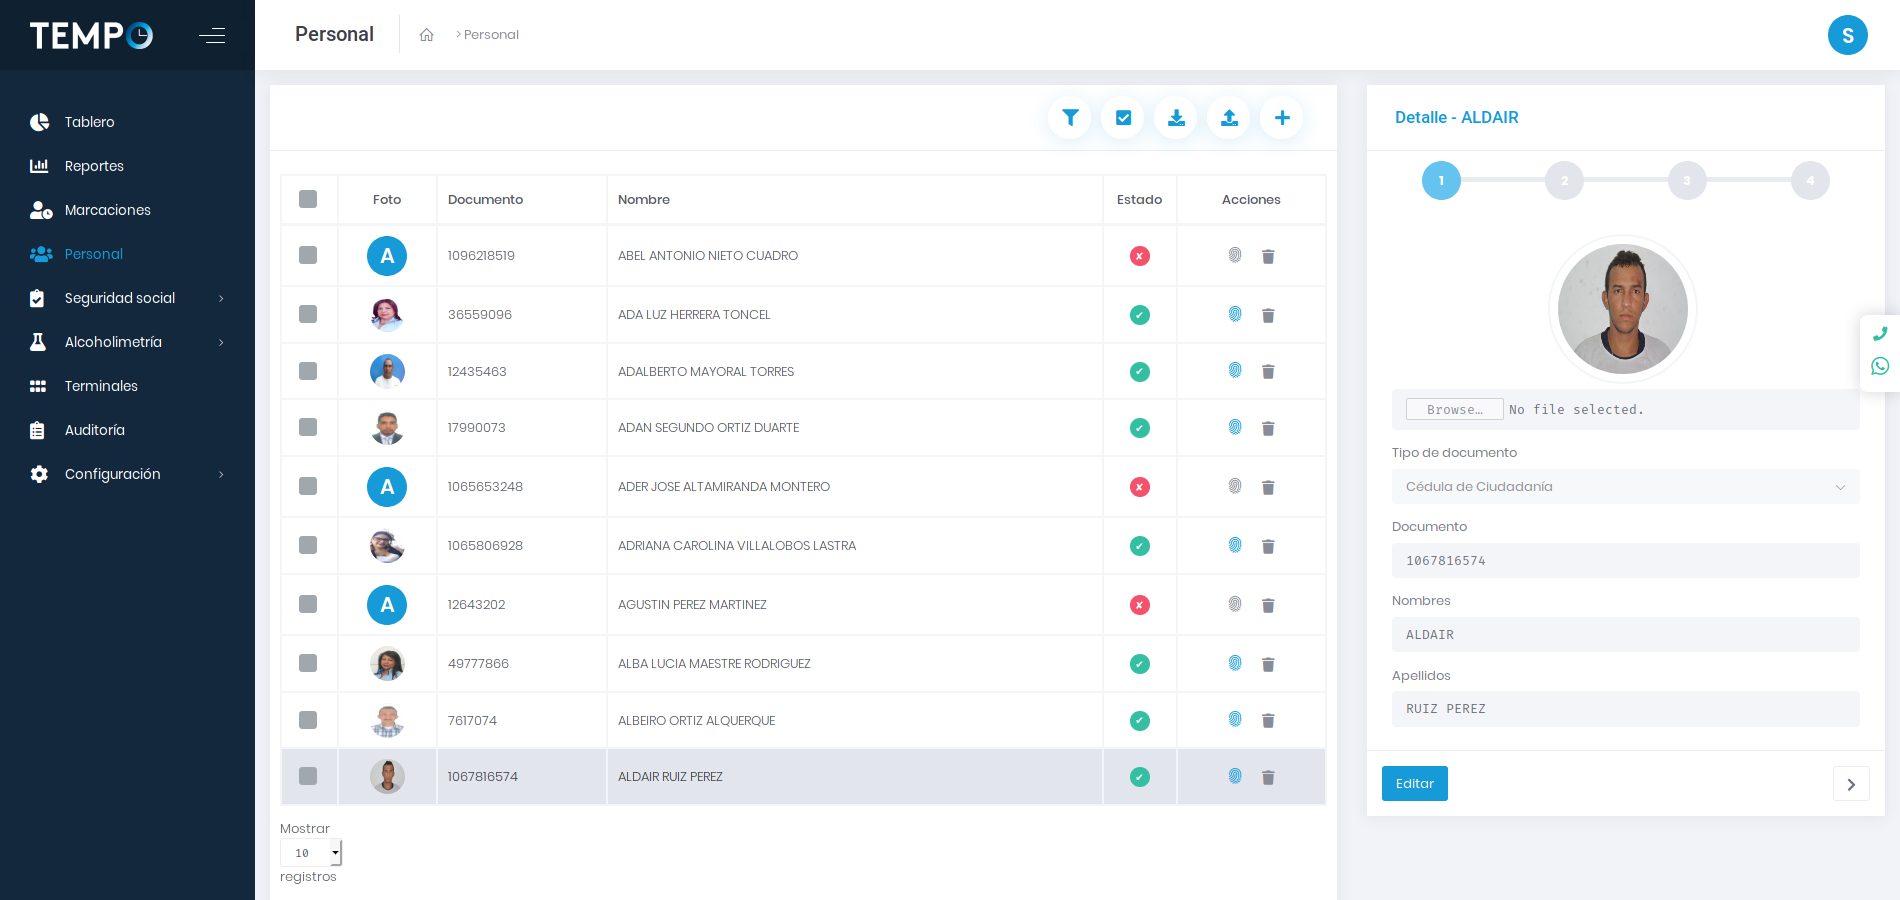 TEMPO
Personal
Personal
S
Tablero
Reportes
Marcaciones
Personal
Seguridad social
Alcoholimetría
Terminales
Auditoría
Configuración
Foto Documento Nombre Estado Acciones
A 1096218519 ABEL ANTONIO NIETO CUADRO
36559096 ADA LUZ HERRERA TONCEL
12435463 ADALBERTO MAYORAL TORRES
17990073 ADAN SEGUNDO ORTIZ DUARTE
A 1065653248 ADER JOSE ALTAMIRANDA MONTERO
1065806928 ADRIANA CAROLINA VILLALOBOS LASTRA
A 12643202 AGUSTIN PEREZ MARTINEZ
49777866 ALBA LUCIA MAESTRE RODRIGUEZ
7617074 ALBEIRO ORTIZ ALQUERQUE
1067816574 ALDAIR RUIZ PEREZ
Mostrar
10
registros
Detalle - ALDAIR
1 2 3 4
Browse… No file selected.
Tipo de documento
Cédula de Ciudadanía
Documento
1067816574
Nombres
ALDAIR
Apellidos
RUIZ PEREZ
Editar